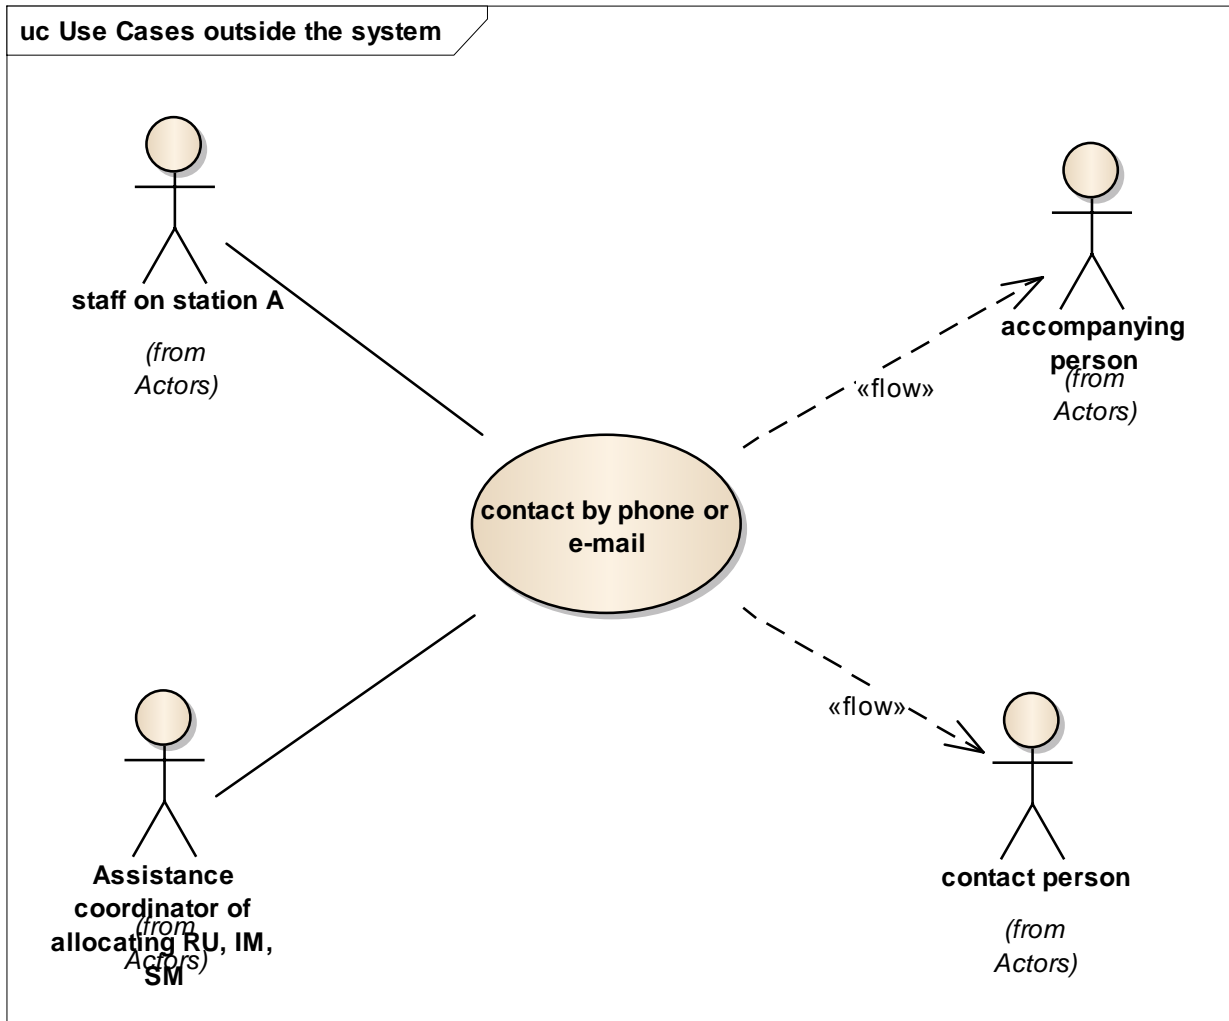 uc Use Cases outside the system
staff on station A
(from
Actors)
accompanying
person
(from
Actors)
«flow»
contact by phone or
e-mail
«flow»
Assistance
coordinator of
allocating RU, IM,
SM
(from
Actors)
contact person
(from
Actors)